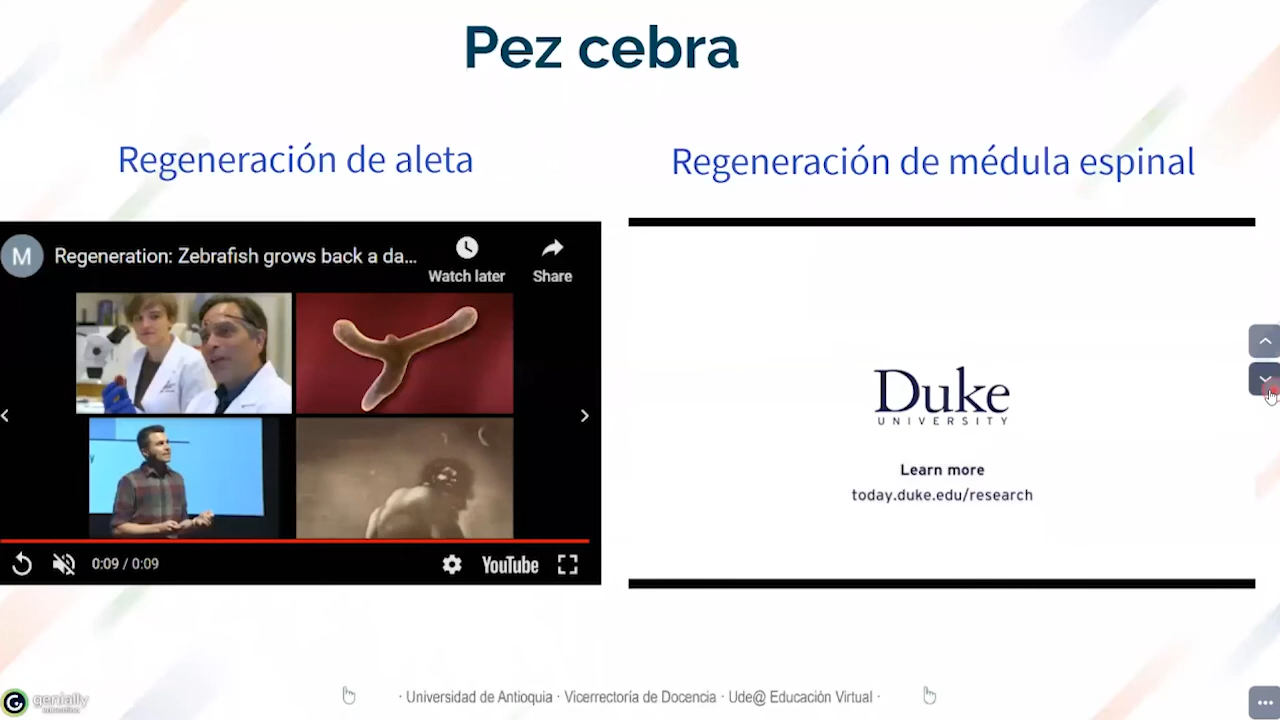 Pez cebra
Regeneración de aleta
Regeneración de médula espinal
M
Regeneration: Zebrafish grows back a da...
Watch later
Share
0:09 / 0:09
YouTube
Duke
UNIVERSITY
Learn more
today.duke.edu/research
genially
· Universidad de Antioquia · Vicerrectoría de Docencia · Ude@ Educación Virtual ·